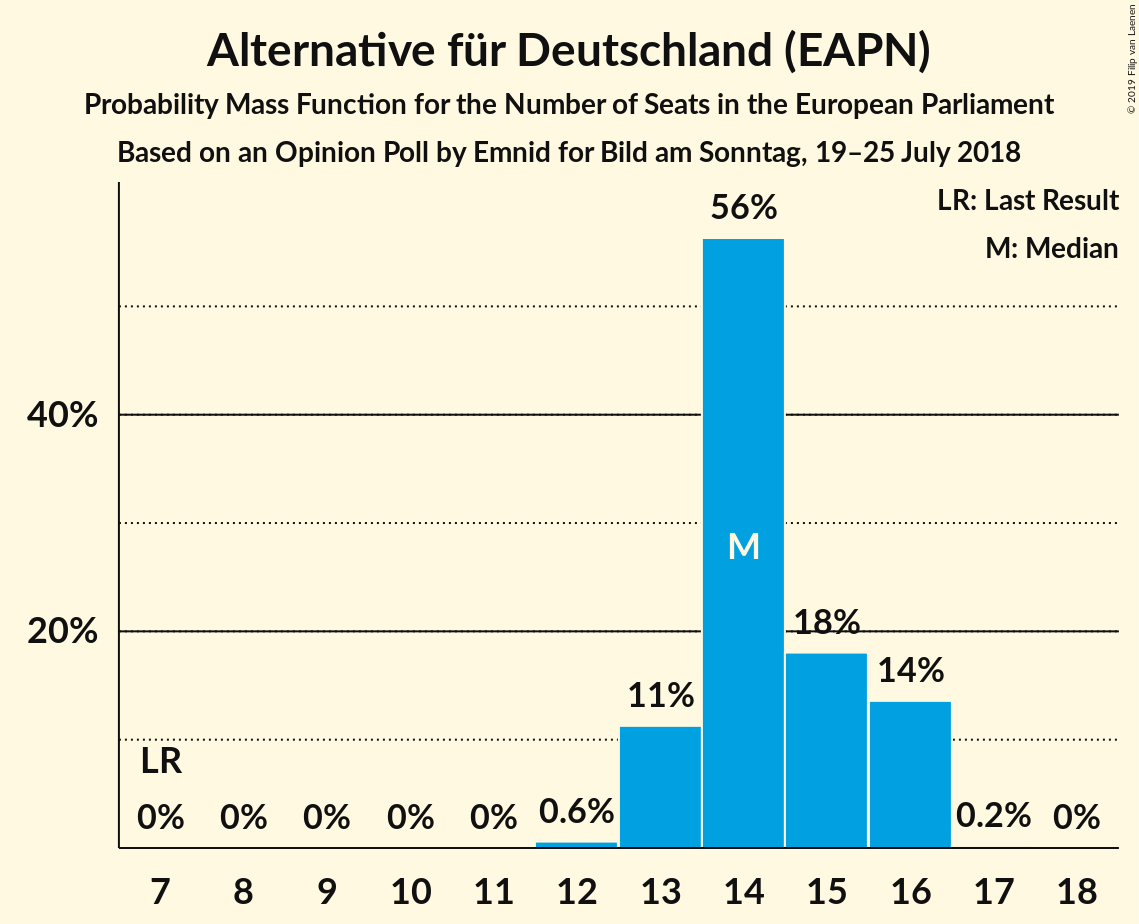 Alternative für Deutschland (EAPN)
Probability Mass Function for the Number of Seats in the European Parliament
Based on an Opinion Poll by Emnid for Bild am Sonntag, 19–25 July 2018
© 2019 Filip van Laenen
LR: Last Result
M: Median
56%
40%
M
20%
18%
14%
11%
LR
0% 0% 0% 0% 0% 0.6% 0.2% 0%
7 8 9 10 11 12 13 14 15 16 17 18